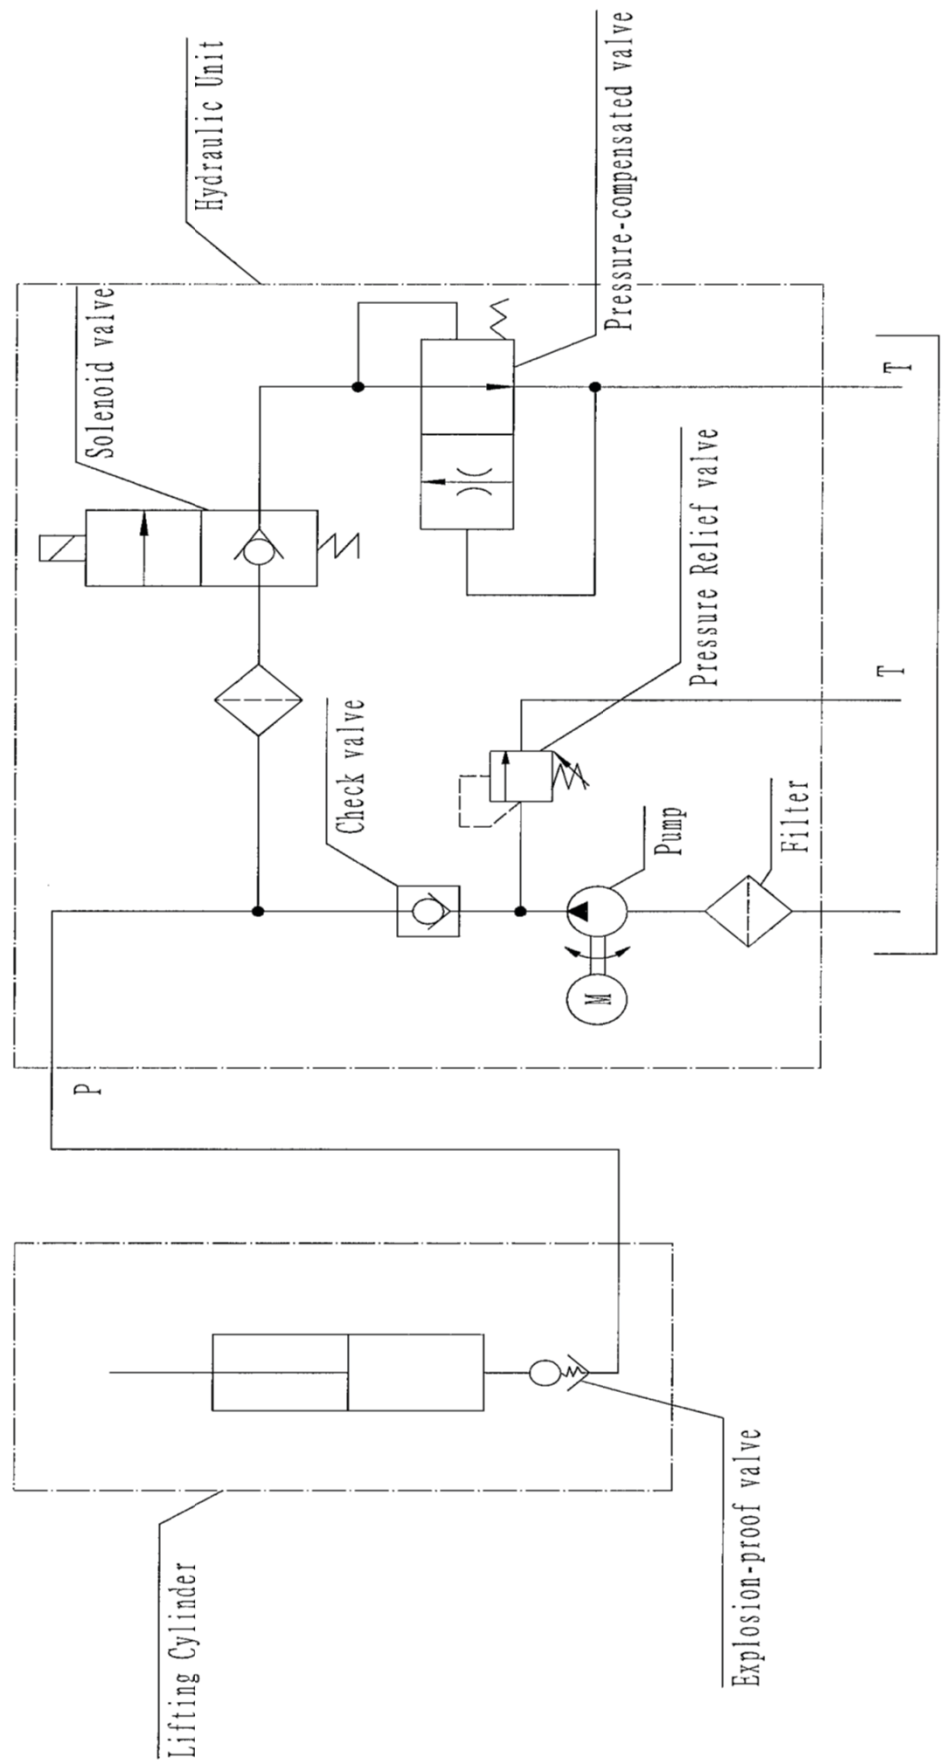 Lifting Cylinder
Explosion-proof valve
P
M
Check valve
Pump
Filter
Pressure Relief valve
T
Solenoid valve
T
Pressure-compensated valve
Hydraulic Unit